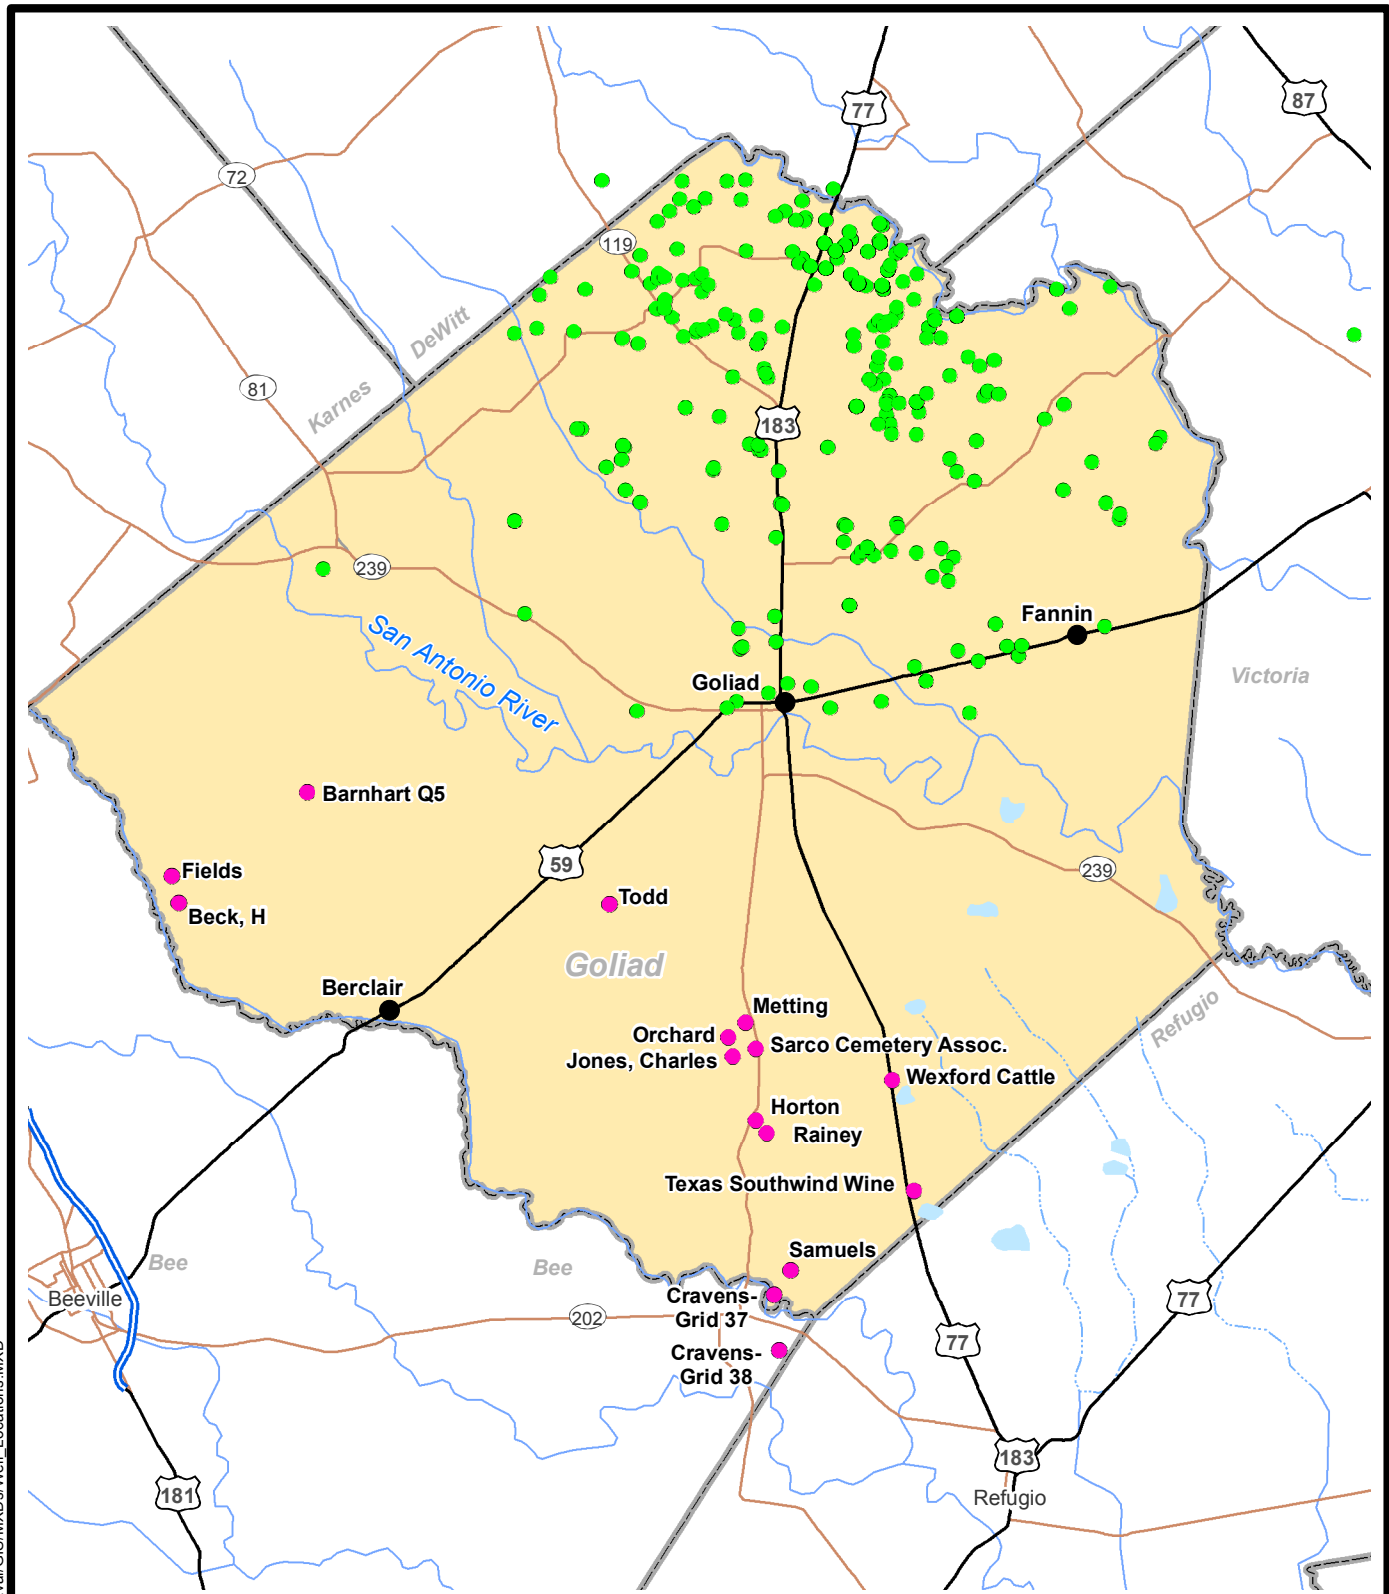 77
87
72
119
DeWitt
Karnes
81
183
239
Fannin
San Antonio River
Goliad
Victoria
Barnhart Q5
59
Fields
239
Todd
Beck, H
Goliad
Berclair
Metting
Refugio
Orchard
Sarco Cemetery Assoc.
Jones, Charles
Wexford Cattle
Horton
Rainey
Texas Southwind Wine
Samuels
Bee
Bee
Cravens-
Grid 37
Beeville
77
202
77
Cravens-
Grid 38
183
181
Refugio